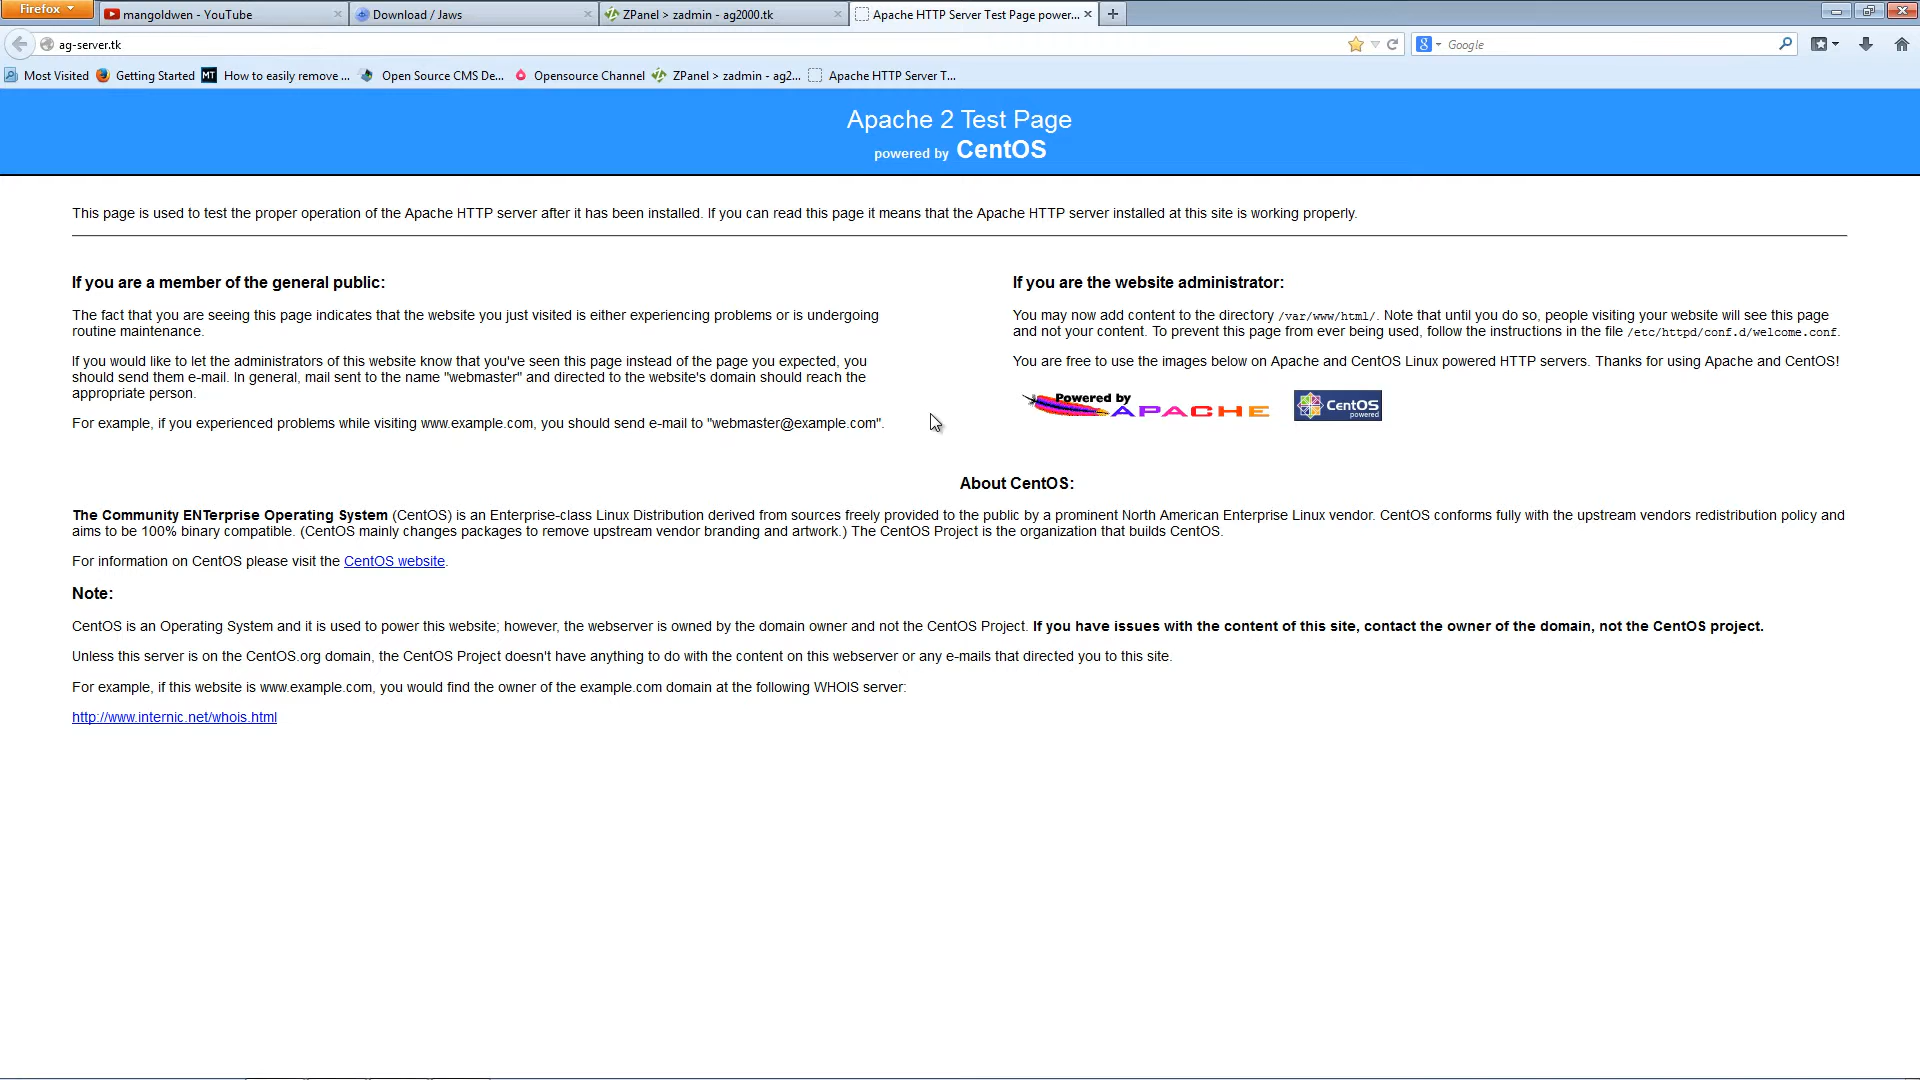 Firefox
mangoldwen - YouTube
Download / Jaws
ZPanel > zadmin - ag2000.tk
Apache HTTP Server Test Page power...
ag-server.tk
Google
Most Visited
Getting Started
How to easily remove ...
Open Source CMS De...
Opensource Channel
ZPanel > zadmin - ag2...
Apache HTTP Server T...
Apache 2 Test Page
powered by CentOS
This page is used to test the proper operation of the Apache HTTP server after it has been installed. If you can read this page it means that the Apache HTTP server installed at this site is working properly.
If you are a member of the general public:
The fact that you are seeing this page indicates that the website you just visited is either experiencing problems or is undergoing
routine maintenance.
If you would like to let the administrators of this website know that you've seen this page instead of the page you expected, you
should send them e-mail. In general, mail sent to the name "webmaster" and directed to the website's domain should reach the
appropriate person.
For example, if you experienced problems while visiting www.example.com, you should send e-mail to "webmaster@example.com".
If you are the website administrator:
You may now add content to the directory /var/www/html/. Note that until you do so, people visiting your website will see this page
and not your content. To prevent this page from ever being used, follow the instructions in the file /etc/httpd/conf.d/welcome.conf.
You are free to use the images below on Apache and CentOS Linux powered HTTP servers. Thanks for using Apache and CentOS!
Powered by
APACHE
CentOS
powered
About CentOS:
The Community ENTerprise Operating System (CentOS) is an Enterprise-class Linux Distribution derived from sources freely provided to the public by a prominent North American Enterprise Linux vendor. CentOS conforms fully with the upstream vendors redistribution policy and
aims to be 100% binary compatible. (CentOS mainly changes packages to remove upstream vendor branding and artwork.) The CentOS Project is the organization that builds CentOS.
For information on CentOS please visit the CentOS website.
Note:
CentOS is an Operating System and it is used to power this website; however, the webserver is owned by the domain owner and not the CentOS Project. If you have issues with the content of this site, contact the owner of the domain, not the CentOS project.
Unless this server is on the CentOS.org domain, the CentOS Project doesn't have anything to do with the content on this webserver or any e-mails that directed you to this site.
For example, if this website is www.example.com, you would find the owner of the example.com domain at the following WHOIS server:
http://www.internic.net/whois.html